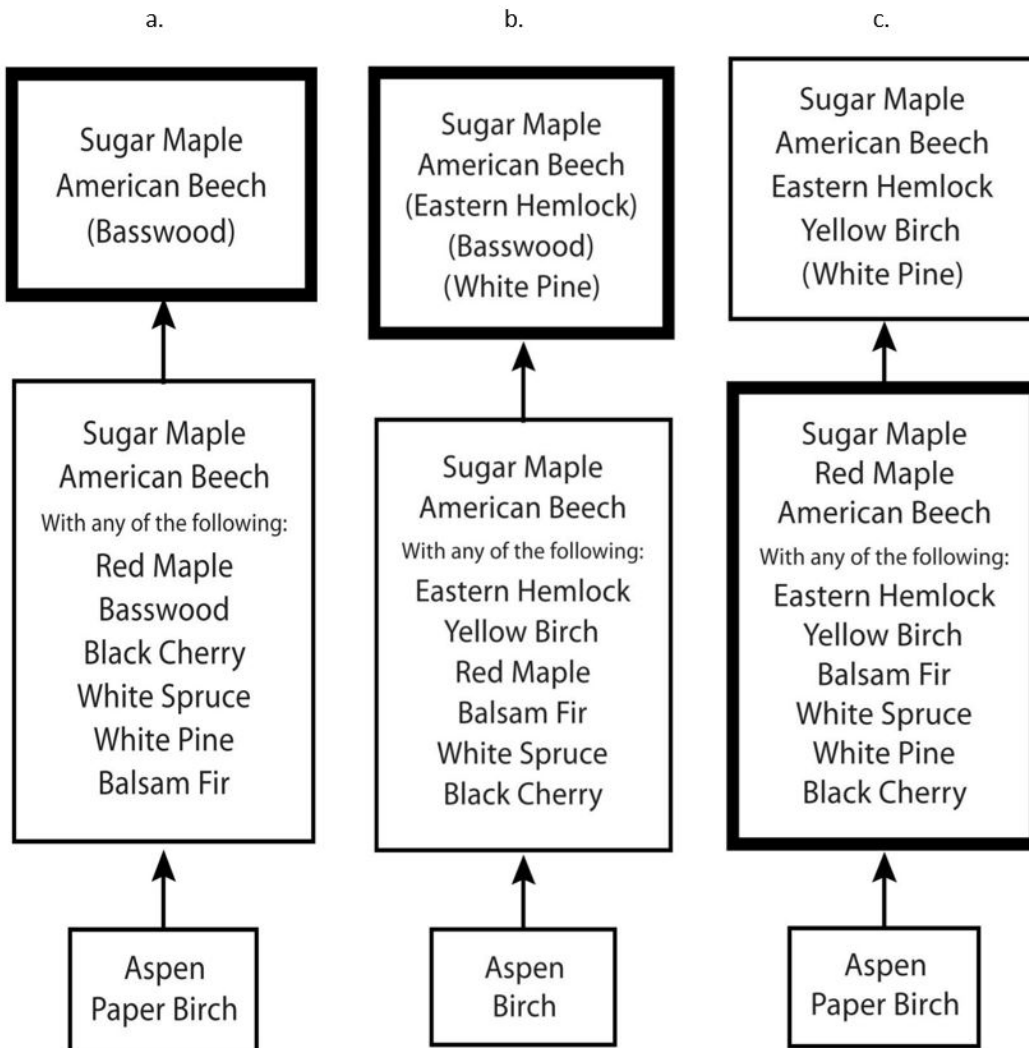 a.
Sugar Maple
American Beech
(Basswood)
Sugar Maple
American Beech
With any of the following:
Red Maple
Basswood
Black Cherry
White Spruce
White Pine
Balsam Fir
Aspen
Paper Birch
b.
Sugar Maple
American Beech
(Eastern Hemlock)
(Basswood)
(White Pine)
Sugar Maple
American Beech
With any of the following:
Eastern Hemlock
Yellow Birch
Red Maple
Balsam Fir
White Spruce
Black Cherry
Aspen
Birch
c.
Sugar Maple
American Beech
Eastern Hemlock
Yellow Birch
(White Pine)
Sugar Maple
Red Maple
American Beech
With any of the following:
Eastern Hemlock
Yellow Birch
Balsam Fir
White Spruce
White Pine
Black Cherry
Aspen
Paper Birch